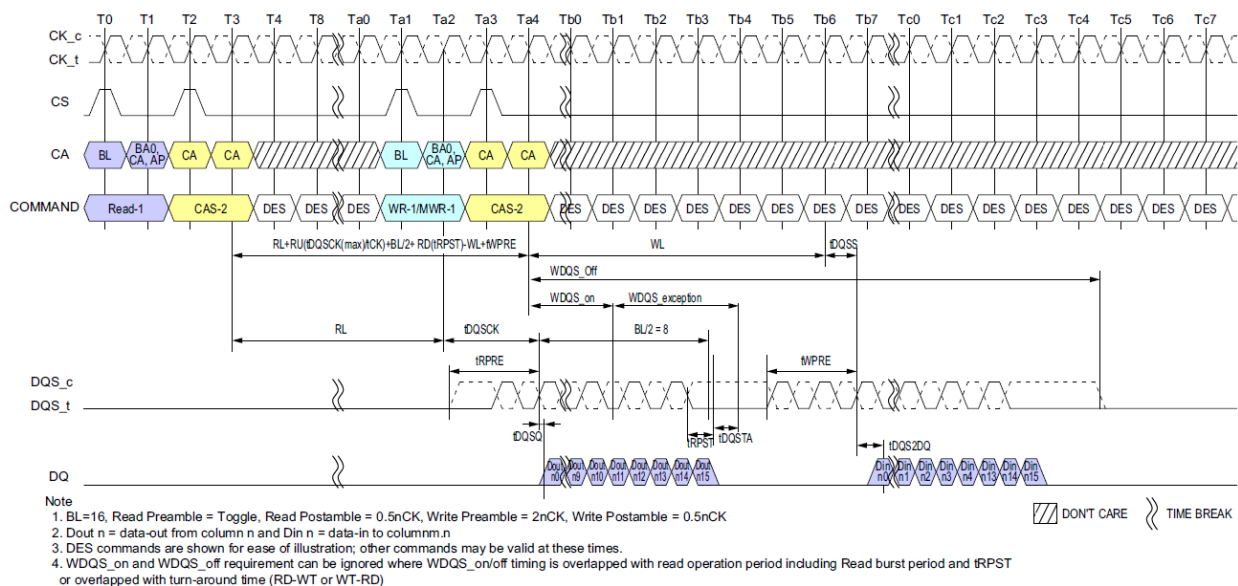 T0 T1 T2 T3 T4 T8 Ta0 Ta1 Ta2 Ta3 Ta4 Tb0 Tb1 Tb2 Tb3 Tb4 Tb5 Tb6 Tb7 Tc0 Tc1 Tc2 Tc3 Tc4 Tc5 Tc6 Tc7
CK_c
CK_t
CS
CA BL BA0, CA, AP CA CA BL BA0, CA, AP CA CA
COMMAND Read-1 CAS-2 DES DES DES WR-1/MWR-1 CAS-2 DES DES DES DES DES DES DES DES DES DES DES DES DES DES DES DES
RL+RU(tDQSCK(max)/tCK)+BL/2+ RD(tRPST)-WL+tWPRE WL tDQSS
WDQS_Off
WDQS_on WDQS_exception
RL tDQSCK BL/2 = 8
tRPRE tWPRE
DQS_c
DQS_t
tDQSQ tRPST tDQSTA tDQS2DQ
DQ Dout n0 Dout n9 Dout n10 Dout n11 Dout n12 Dout n13 Dout n14 Dout n15 Din n0 Din n1 Din n2 Din n3 Din n4 Din n13 Din n14 Din n15
Note
1. BL=16, Read Preamble = Toggle, Read Postamble = 0.5nCK, Write Preamble = 2nCK, Write Postamble = 0.5nCK
2. Dout n = data-out from column n and Din n = data-in to columnm.n
3. DES commands are shown for ease of illustration; other commands may be valid at these times.
4. WDQS_on and WDQS_off requirement can be ignored where WDQS_on/off timing is overlapped with read operation period including Read burst period and tRPST
or overlapped with turn-around time (RD-WT or WT-RD)
DON'T CARE TIME BREAK